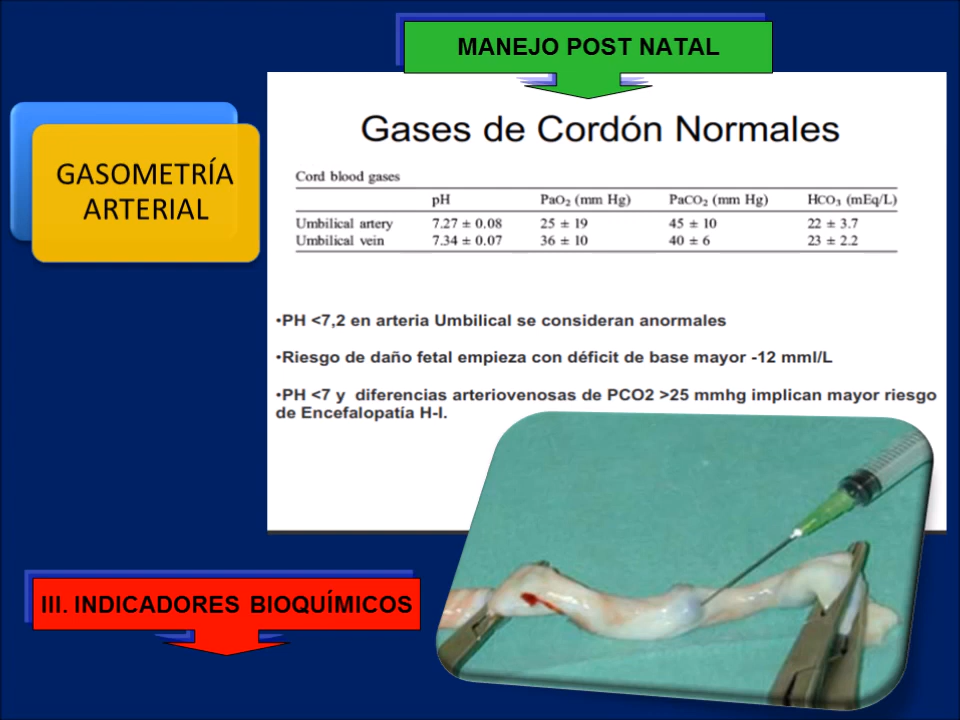 MANEJO POST NATAL
GASOMETRÍA
ARTERIAL
Gases de Cordón Normales
Cord blood gases
pH PaO₂ (mm Hg) PaCO₂ (mm Hg) HCO₃ (mEq/L)
Umbilical artery 7.27 ± 0.08 25 ± 19 45 ± 10 22 ± 3.7
Umbilical vein 7.34 ± 0.07 36 ± 10 40 ± 6 23 ± 2.2
•PH <7,2 en arteria Umbilical se consideran anormales
•Riesgo de daño fetal empieza con déficit de base mayor -12 mml/L
•PH <7 y diferencias arteriovenosas de PCO2 >25 mmhg implican mayor riesgo
de Encefalopatía H-I.
III. INDICADORES BIOQUÍMICOS